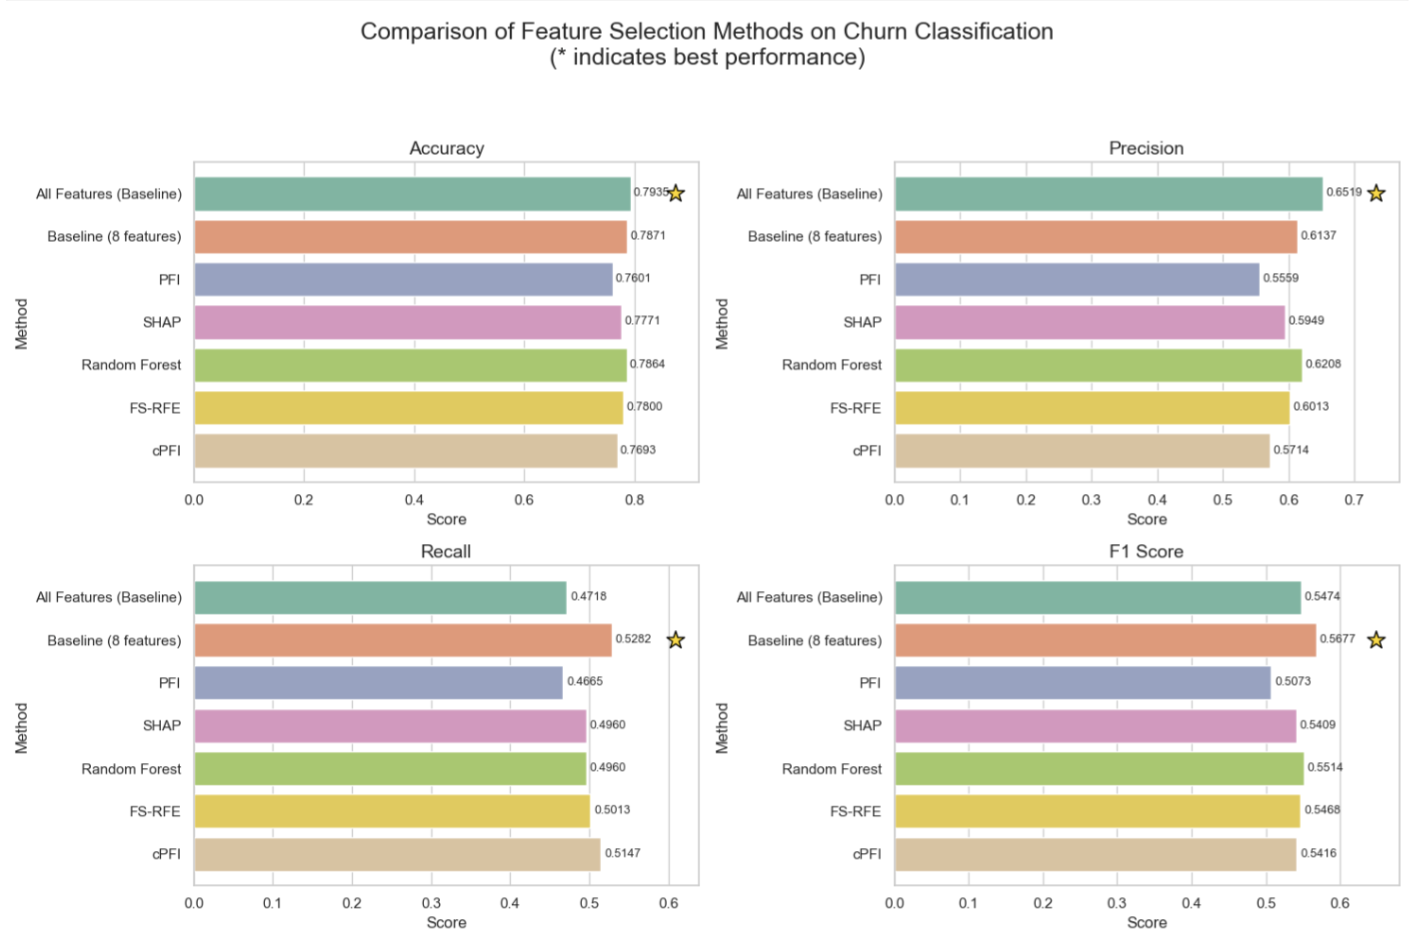 Comparison of Feature Selection Methods on Churn Classification
(* indicates best performance)
Accuracy
Method
All Features (Baseline) 0.7935
Baseline (8 features) 0.7871
PFI 0.7601
SHAP 0.7771
Random Forest 0.7864
FS-RFE 0.7800
cPFI 0.7693
0.0 0.2 0.4 0.6 0.8
Score
Precision
Method
All Features (Baseline) 0.6519
Baseline (8 features) 0.6137
PFI 0.5559
SHAP 0.5949
Random Forest 0.6208
FS-RFE 0.6013
cPFI 0.5714
0.0 0.1 0.2 0.3 0.4 0.5 0.6 0.7
Score
Recall
Method
All Features (Baseline) 0.4718
Baseline (8 features) 0.5282
PFI 0.4665
SHAP 0.4960
Random Forest 0.4960
FS-RFE 0.5013
cPFI 0.5147
0.0 0.1 0.2 0.3 0.4 0.5 0.6
Score
F1 Score
Method
All Features (Baseline) 0.5474
Baseline (8 features) 0.5677
PFI 0.5073
SHAP 0.5409
Random Forest 0.5514
FS-RFE 0.5468
cPFI 0.5416
0.0 0.1 0.2 0.3 0.4 0.5 0.6
Score